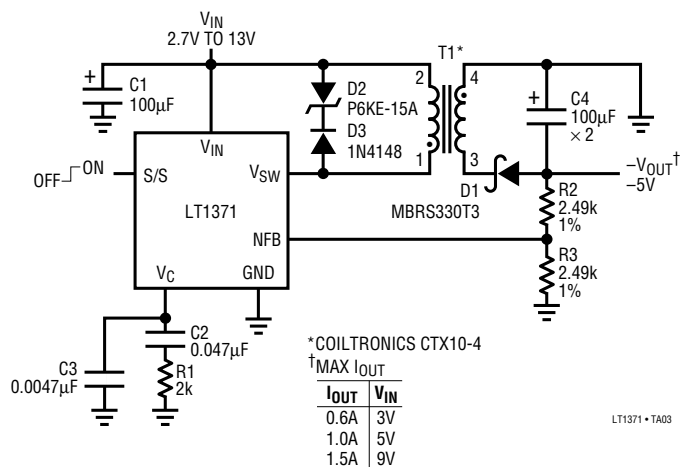 VIN
2.7V TO 13V
T1*
+
C1
100µF
D2
P6KE-15A
D3
1N4148
2
4
1
3
+
C4
100µF
× 2
VIN
ON
OFF
S/S
VSW
LT1371
NFB
VC
GND
D1
MBRS330T3
–VOUT†
–5V
R2
2.49k
1%
R3
2.49k
1%
C2
0.047µF
C3
0.0047µF
R1
2k
*COILTRONICS CTX10-4
†MAX IOUT
IOUT VIN
0.6A 3V
1.0A 5V
1.5A 9V
LT1371 • TA03